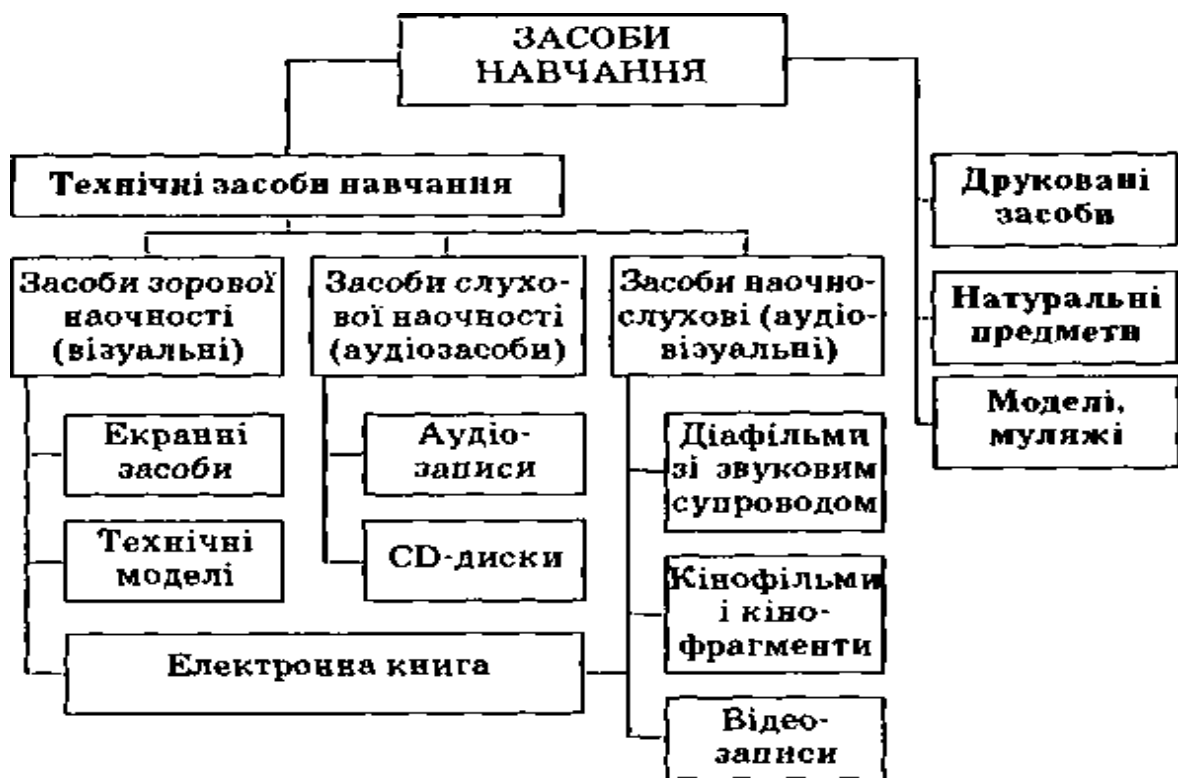 ЗАСОБИ
НАВЧАННЯ
Технічні засоби навчання
Друковані
засоби
Засоби зорової
наочності
(візуальні)
Засоби слухо-
вої наочності
(аудіозасоби)
Засоби наочно-
слухові (аудіо-
візуальні)
Натуральні
предмети
Моделі,
муляжі
Екранні
засоби
Аудіо-
записи
Діафільми
зі звуковим
супроводом
Технічні
моделі
CD-диски
Кінофільми
і кіно-
фрагменти
Електронна книга
Відео-
записи